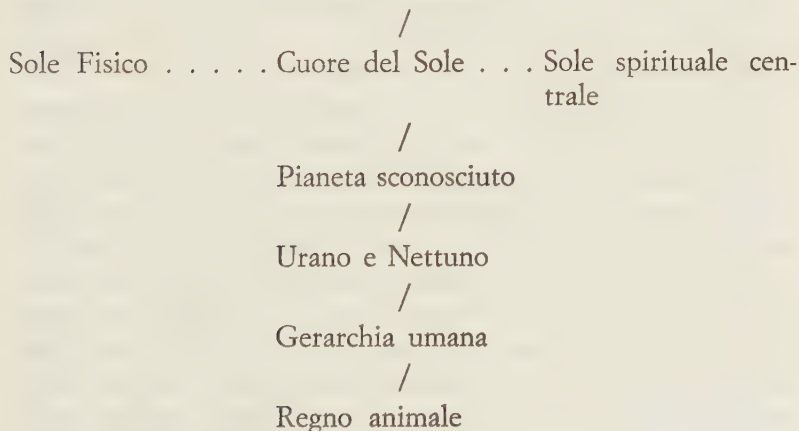 /
Sole Fisico . . . . . Cuore del Sole . . . Sole spirituale cen-
trale
/
Pianeta sconosciuto
/
Urano e Nettuno
/
Gerarchia umana
/
Regno animale